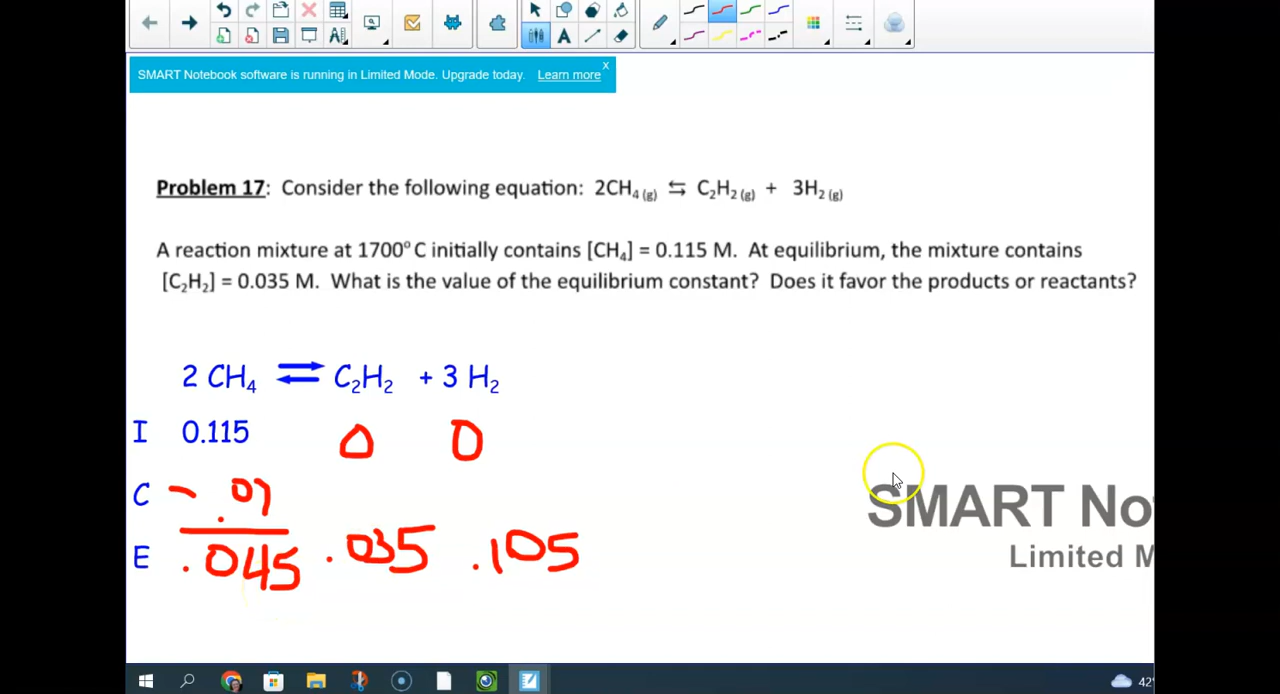 SMART Notebook software is running in Limited Mode. Upgrade today. Learn more x
Problem 17: Consider the following equation: 2CH₄ (g) ⇆ C₂H₂ (g) + 3H₂ (g)
A reaction mixture at 1700° C initially contains [CH₄] = 0.115 M. At equilibrium, the mixture contains
[C₂H₂] = 0.035 M. What is the value of the equilibrium constant? Does it favor the products or reactants?
2 CH₄ ⇌ C₂H₂ + 3 H₂
I 0.115 0 0
C - .07
E .045 .035 .105
SMART No
Limited M
42°